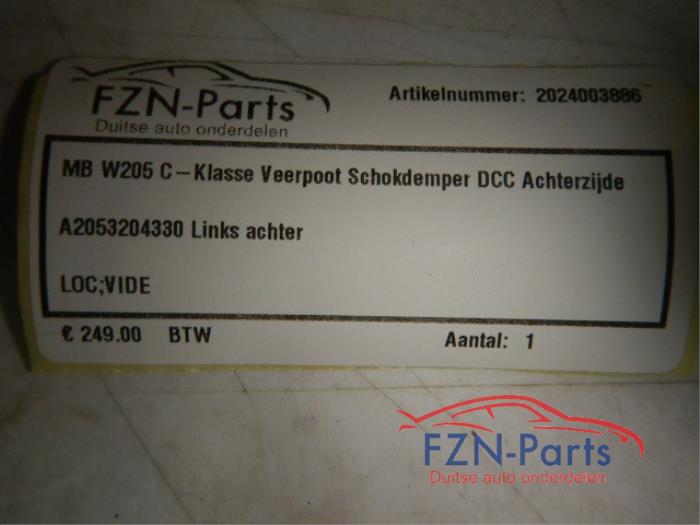 FZN-Parts
Duitse auto onderdelen
Artikelnummer: 2024003886
MB W205 C-Klasse Veerpoot Schokdemper DCC Achterzijde
A2053204330 Links achter
LOC;VIDE
€ 249.00 BTW
Aantal: 1
FZN-Parts
Duitse auto onderdelen